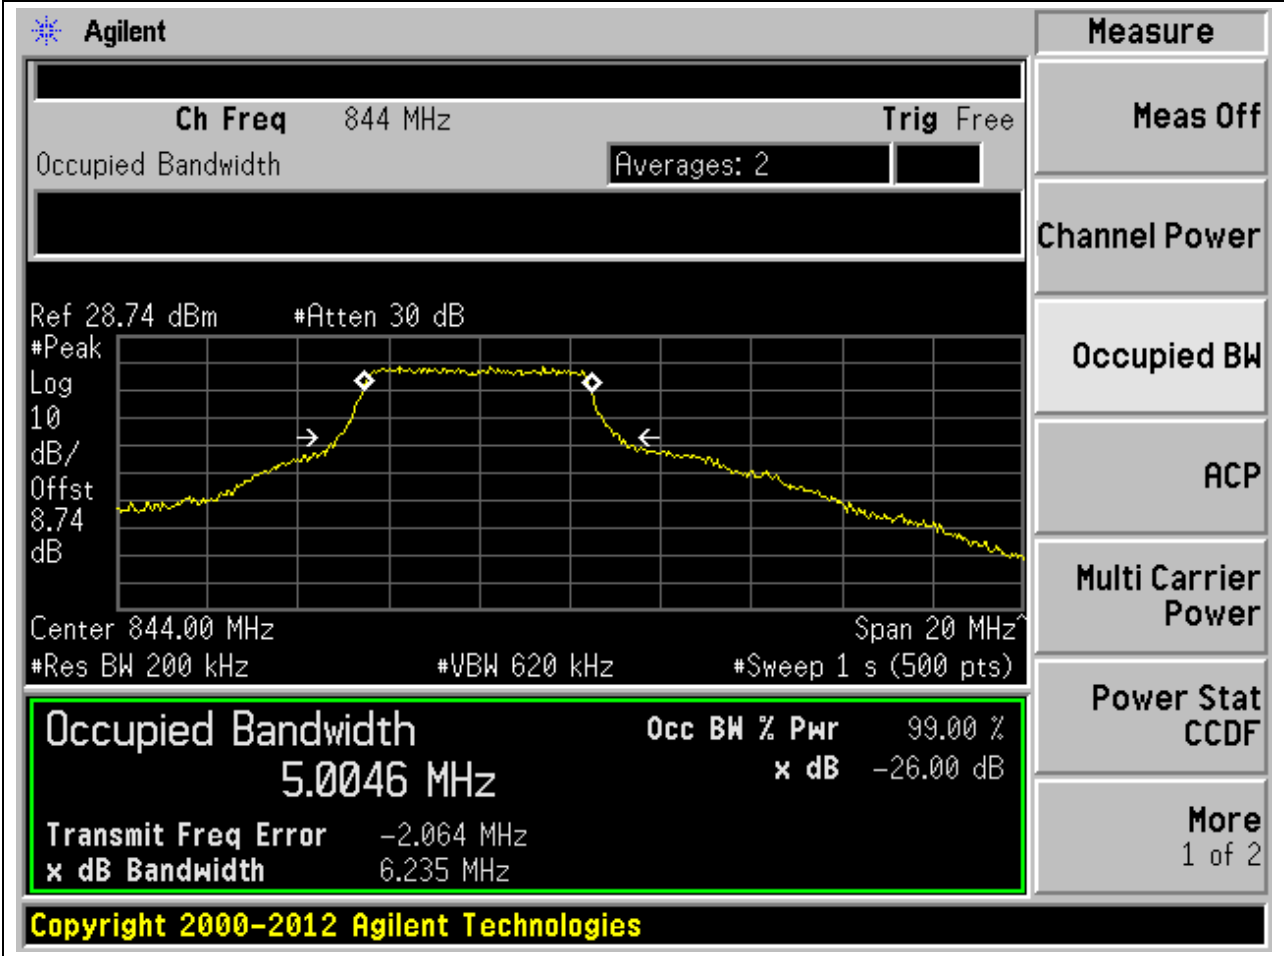 Agilent
Measure
Ch Freq 844 MHz Trig Free
Occupied Bandwidth Averages: 2
Meas Off
Channel Power
Occupied BW
ACP
Multi Carrier
Power
Power Stat
CCDF
More
1 of 2
Ref 28.74 dBm #Atten 30 dB
#Peak
Log
10
dB/
Offst
8.74
dB
Center 844.00 MHz Span 20 MHz^
#Res BW 200 kHz #VBW 620 kHz #Sweep 1 s (500 pts)
Occupied Bandwidth Occ BW % Pwr 99.00 %
5.0046 MHz x dB -26.00 dB
Transmit Freq Error -2.064 MHz
x dB Bandwidth 6.235 MHz
Copyright 2000-2012 Agilent Technologies